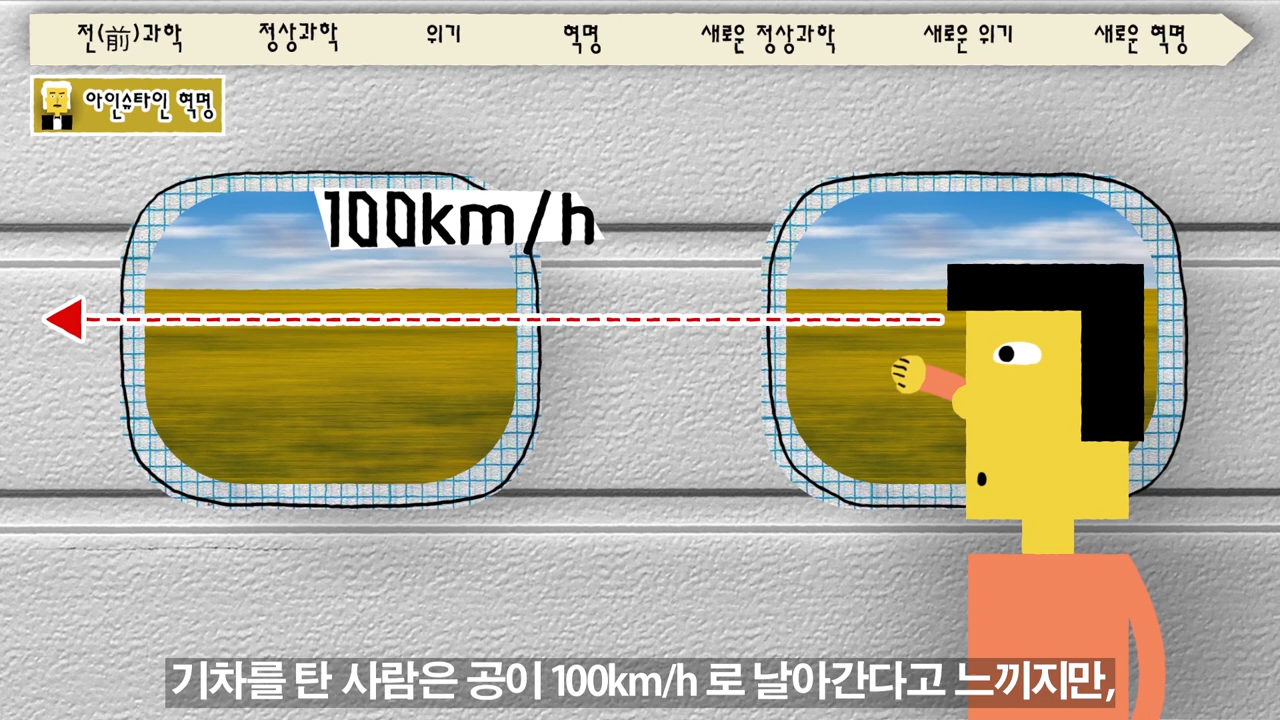 전(前)과학 정상과학 위기 혁명 새로운 정상과학 새로운 위기 새로운 혁명
아인슈타인 혁명
100km/h
기차를 탄 사람은 공이 100km/h 로 날아간다고 느끼지만,